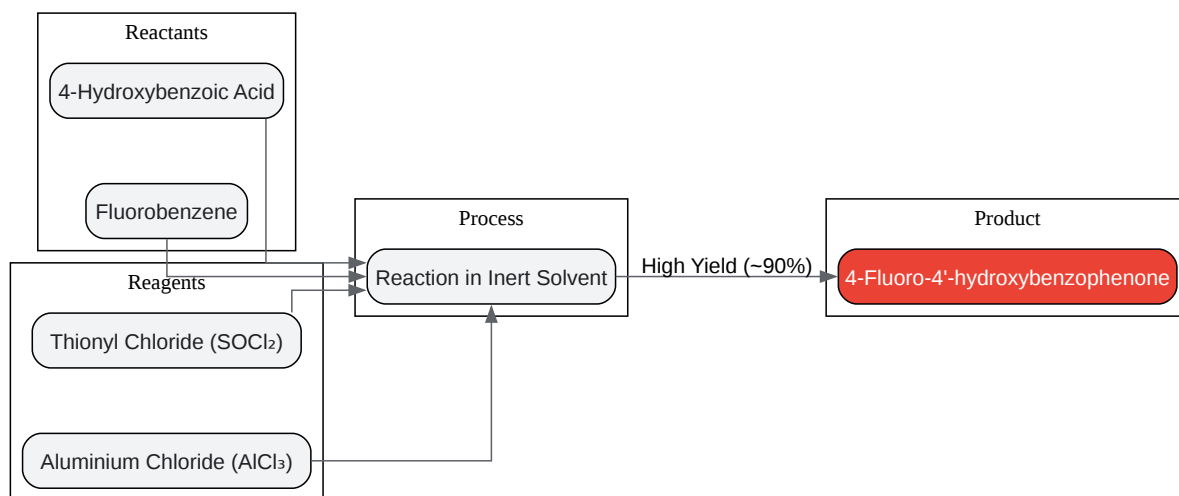 Reactants
4-Hydroxybenzoic Acid
Fluorobenzene
Reagents
Thionyl Chloride (SOCl₂)
Aluminium Chloride (AlCl₃)
Process
Reaction in Inert Solvent
High Yield (~90%)
Product
4-Fluoro-4'-hydroxybenzophenone